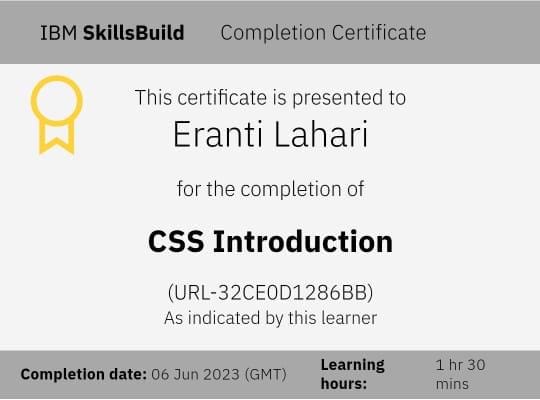 IBM SkillsBuild Completion Certificate
This certificate is presented to
Eranti Lahari
for the completion of
CSS Introduction
(URL-32CE0D1286BB)
As indicated by this learner
Completion date: 06 Jun 2023 (GMT)
Learning hours:
1 hr 30 mins